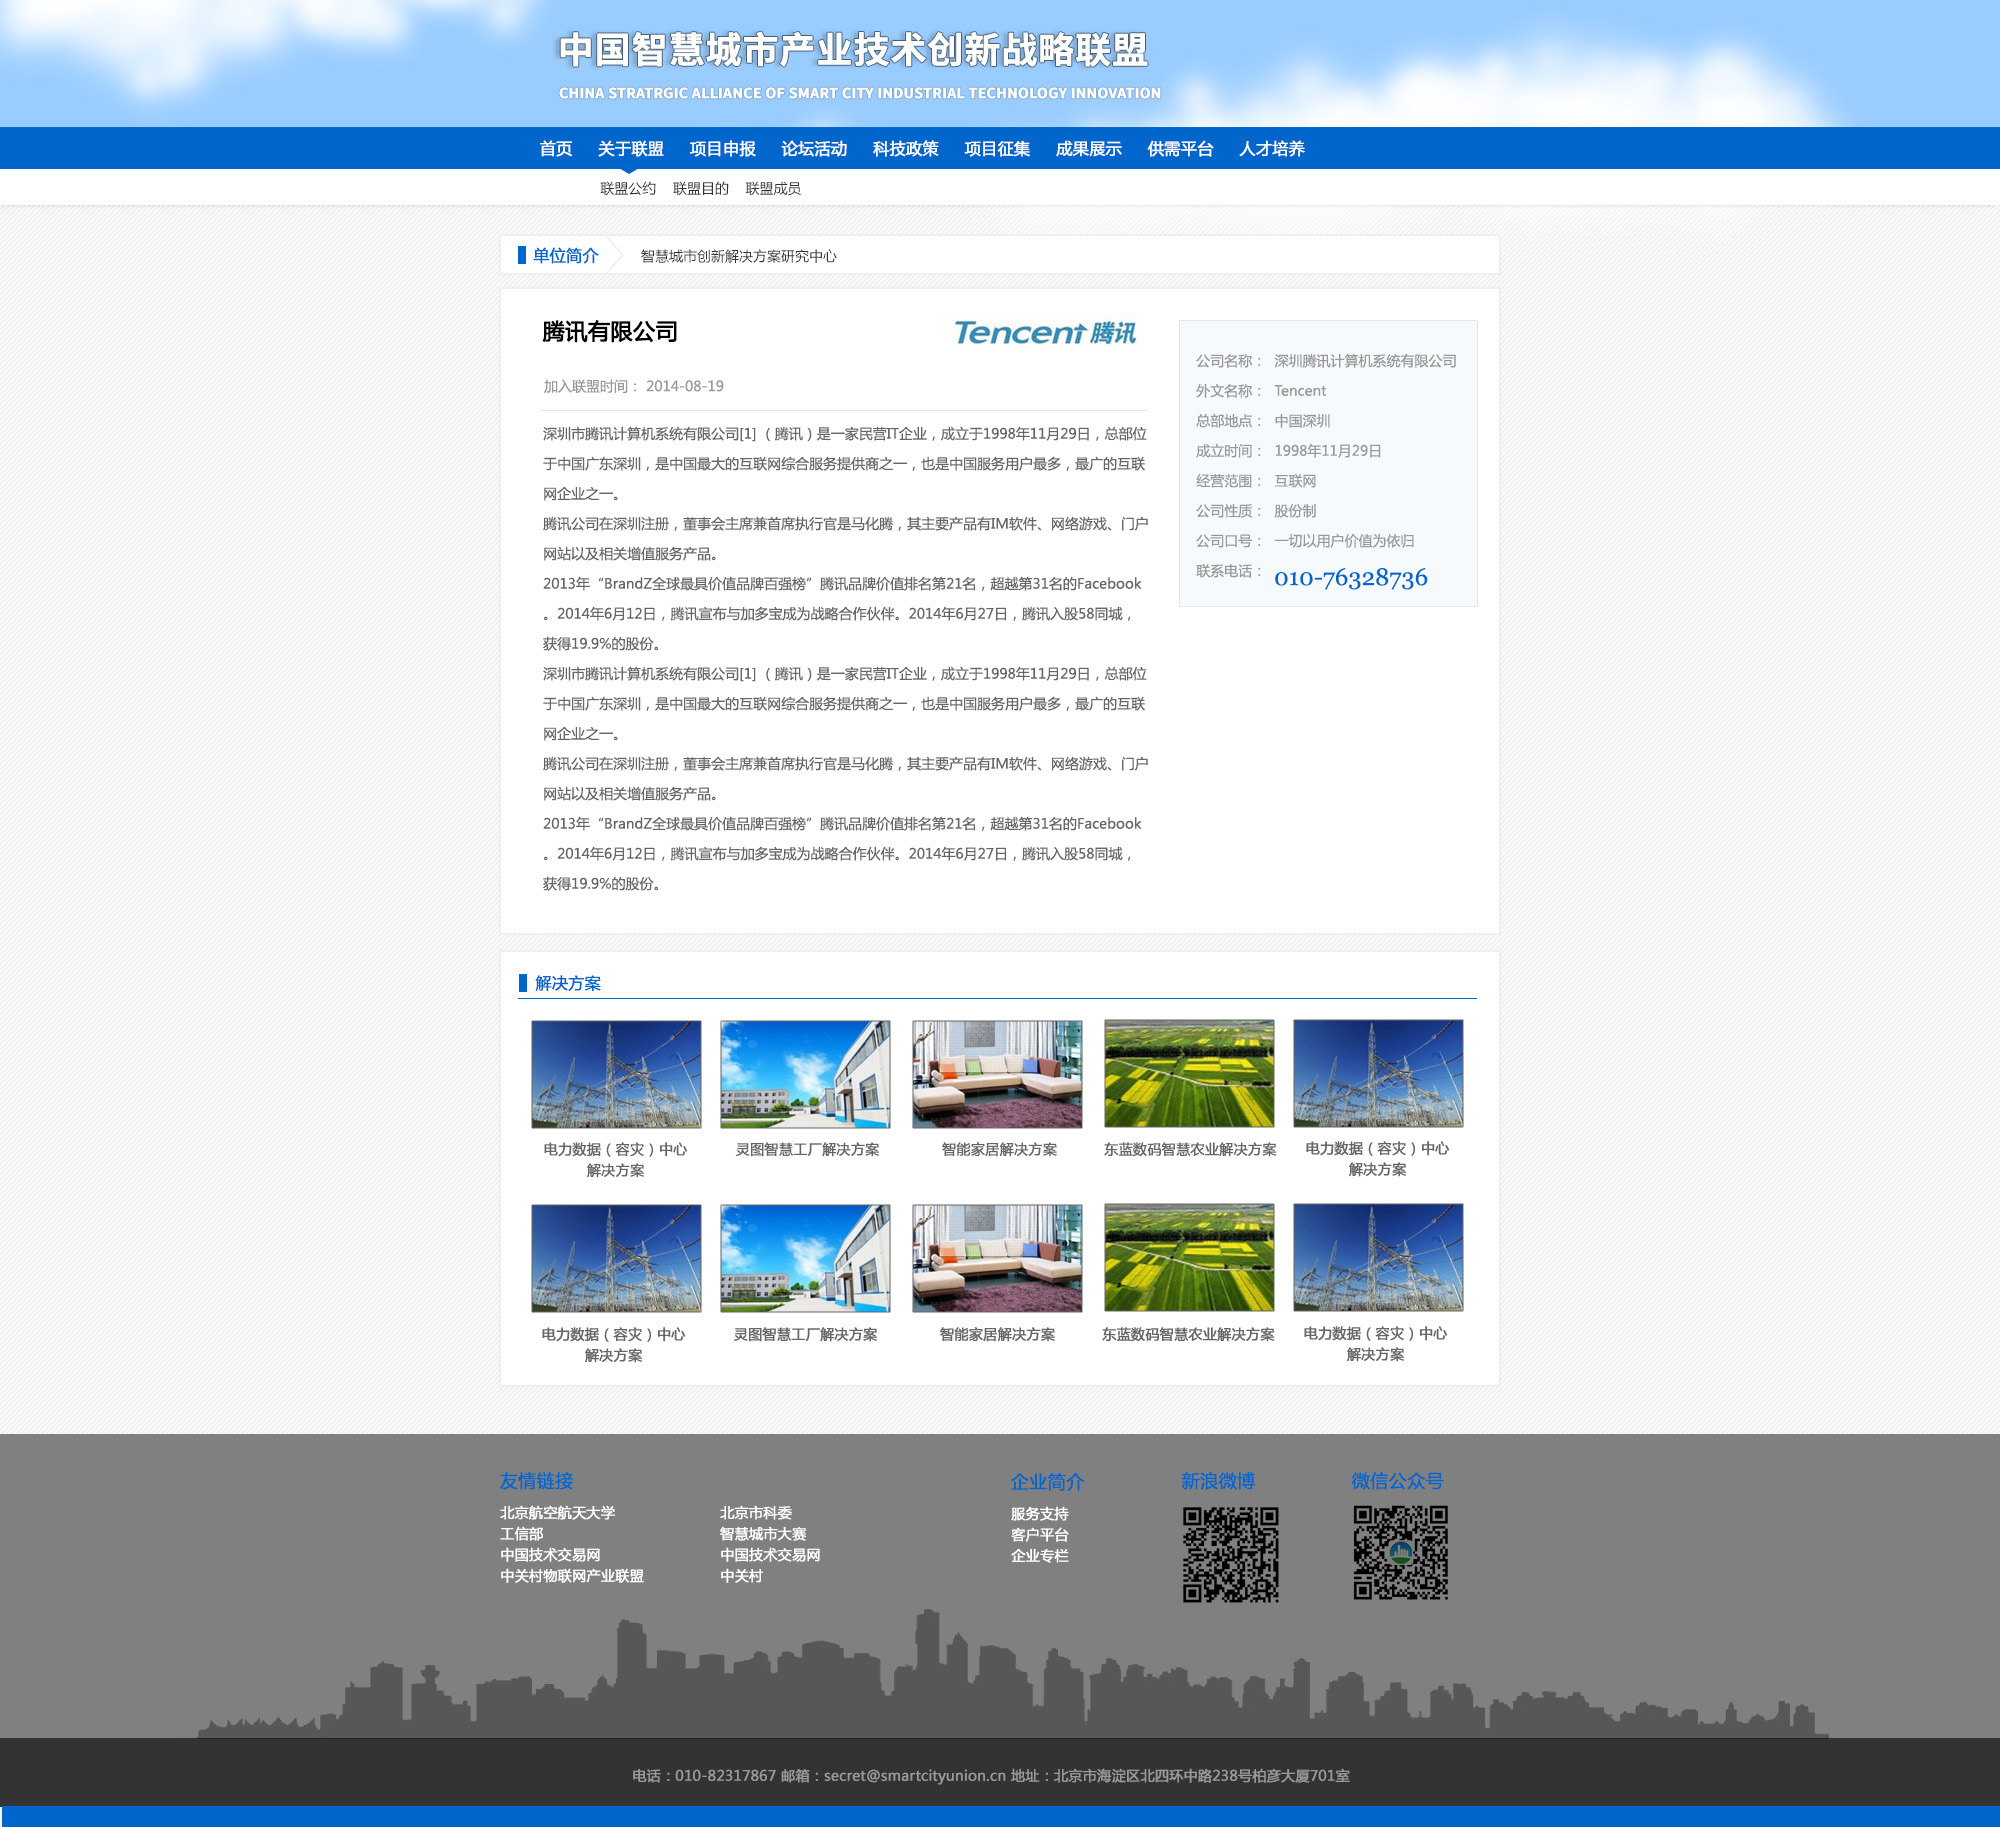 中国智慧城市产业技术创新战略联盟
CHINA STRATRGIC ALLIANCE OF SMART CITY INDUSTRIAL TECHNOLOGY INNOVATION
首页 关于联盟 项目申报 论坛活动 科技政策 项目征集 成果展示 供需平台 人才培养
联盟公约 联盟目的 联盟成员
单位简介 智慧城市创新解决方案研究中心
腾讯有限公司
Tencent 腾讯
加入联盟时间： 2014-08-19
深圳市腾讯计算机系统有限公司[1]（腾讯）是一家民营IT企业，成立于1998年11月29日，总部位
于中国广东深圳，是中国最大的互联网综合服务提供商之一，也是中国服务用户最多，最广的互联
网企业之一。
腾讯公司在深圳注册，董事会主席兼首席执行官是马化腾，其主要产品有IM软件、网络游戏、门户
网站以及相关增值服务产品。
2013年“BrandZ全球最具价值品牌百强榜”腾讯品牌价值排名第21名，超越第31名的Facebook
。2014年6月12日，腾讯宣布与加多宝成为战略合作伙伴。2014年6月27日，腾讯入股58同城，
获得19.9%的股份。
深圳市腾讯计算机系统有限公司[1]（腾讯）是一家民营IT企业，成立于1998年11月29日，总部位
于中国广东深圳，是中国最大的互联网综合服务提供商之一，也是中国服务用户最多，最广的互联
网企业之一。
腾讯公司在深圳注册，董事会主席兼首席执行官是马化腾，其主要产品有IM软件、网络游戏、门户
网站以及相关增值服务产品。
2013年“BrandZ全球最具价值品牌百强榜”腾讯品牌价值排名第21名，超越第31名的Facebook
。2014年6月12日，腾讯宣布与加多宝成为战略合作伙伴。2014年6月27日，腾讯入股58同城，
获得19.9%的股份。
公司名称： 深圳腾讯计算机系统有限公司
外文名称： Tencent
总部地点： 中国深圳
成立时间： 1998年11月29日
经营范围： 互联网
公司性质： 股份制
公司口号： 一切以用户价值为依归
联系电话： 010-76328736
解决方案
电力数据（容灾）中心
解决方案
灵图智慧工厂解决方案
智能家居解决方案
东蓝数码智慧农业解决方案
电力数据（容灾）中心
解决方案
电力数据（容灾）中心
解决方案
灵图智慧工厂解决方案
智能家居解决方案
东蓝数码智慧农业解决方案
电力数据（容灾）中心
解决方案
友情链接
北京航空航天大学
工信部
中国技术交易网
中关村物联网产业联盟
北京市科委
智慧城市大赛
中国技术交易网
中关村
企业简介
服务支持
客户平台
企业专栏
新浪微博
微信公众号
电话：010-82317867 邮箱：secret@smartcityunion.cn 地址：北京市海淀区北四环中路238号柏彦大厦701室